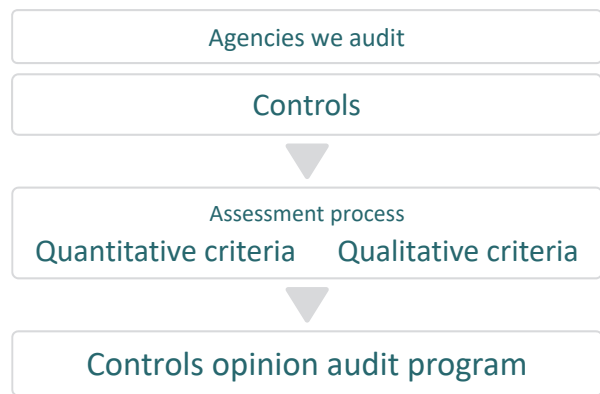 Agencies we audit
Controls
Assessment process
Quantitative criteria Qualitative criteria
Controls opinion audit program